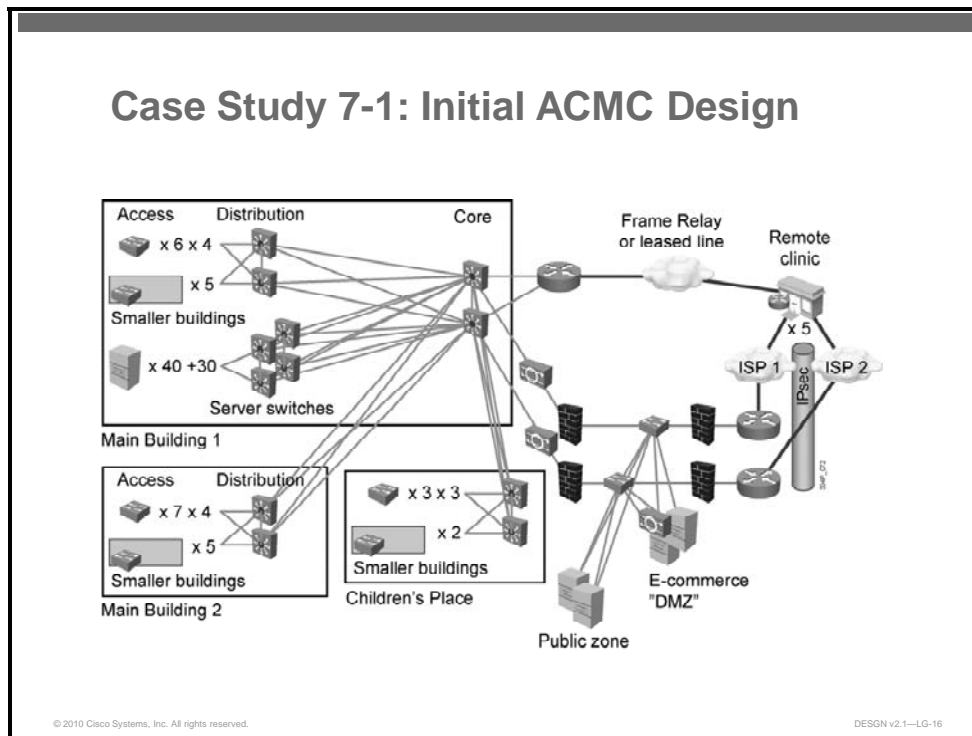 Case Study 7-1: Initial ACMC Design
Access
Distribution
Core
x 6 x 4
x 5
Smaller buildings
x 40 +30
Server switches
Main Building 1
Frame Relay
or leased line
Remote
clinic
x 5
ISP 1
IPsec
ISP 2
Access
Distribution
x 7 x 4
x 5
Smaller buildings
Main Building 2
x 3 x 3
x 2
Smaller buildings
Children's Place
E-commerce
"DMZ"
Public zone
© 2010 Cisco Systems, Inc. All rights reserved.
DESGN v2.1—LG-16